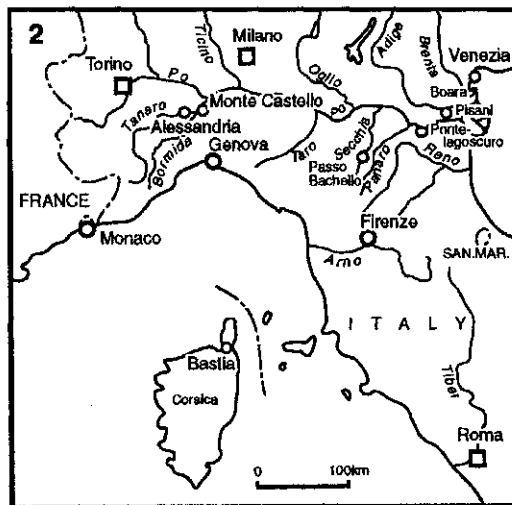 2
Milano
Ticino
Torino
Po
Oglio
Adige
Brenta
Venezia
Boara
Pisani
Tanaro
Monte Castello
Po
Alessandria
Ponte-
lagoscuro
Bormida
Genova
Taro
Secchia
Passo
Bachello
Panaro
Reno
FRANCE
Monaco
Firenze
Arno
SAN.MAR.
ITALY
Bastia
Corsica
Tiber
Roma
0 100km